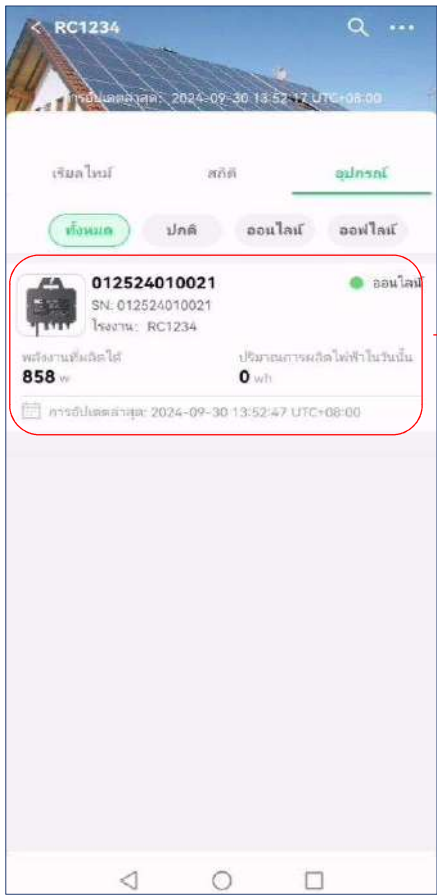 < RC1234
การอัปเดตล่าสุด: 2024-09-30 13:52:17 UTC+08:00
เรียลไทม์ สถิติ อุปกรณ์
ทั้งหมด ปกติ ออนไลน์ ออฟไลน์
012524010021 ออนไลน์
SN: 012524010021
โรงงาน: RC1234
พลังงานที่ผลิตได้ ปริมาณการผลิตไฟฟ้าในวันนั้น
858 w 0 wh
การอัปเดตล่าสุด: 2024-09-30 13:52:47 UTC+08:00